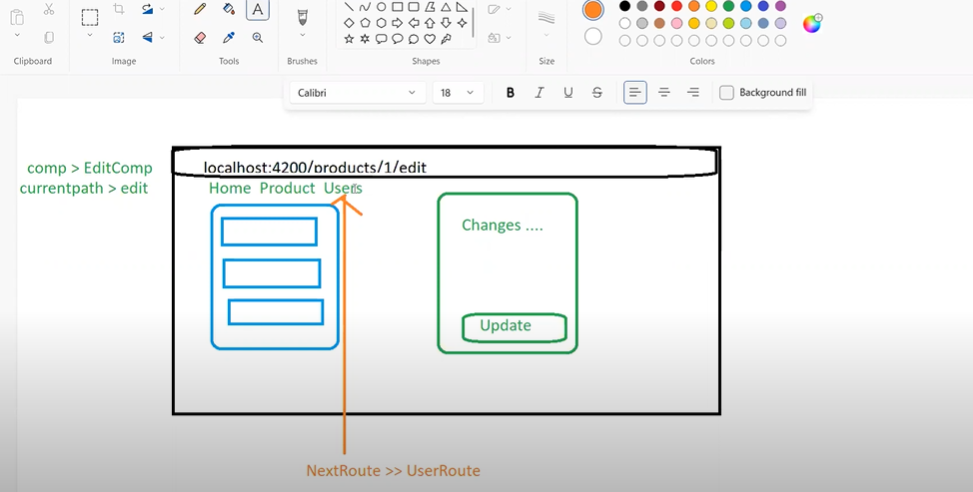 Clipboard
Image
Tools
Brushes
Shapes
Size
Colors
A
Calibri
18
B
I
U
S
Background fill
comp > EditComp
currentpath > edit
localhost:4200/products/1/edit
Home Product Users
Changes ....
Update
NextRoute >> UserRoute